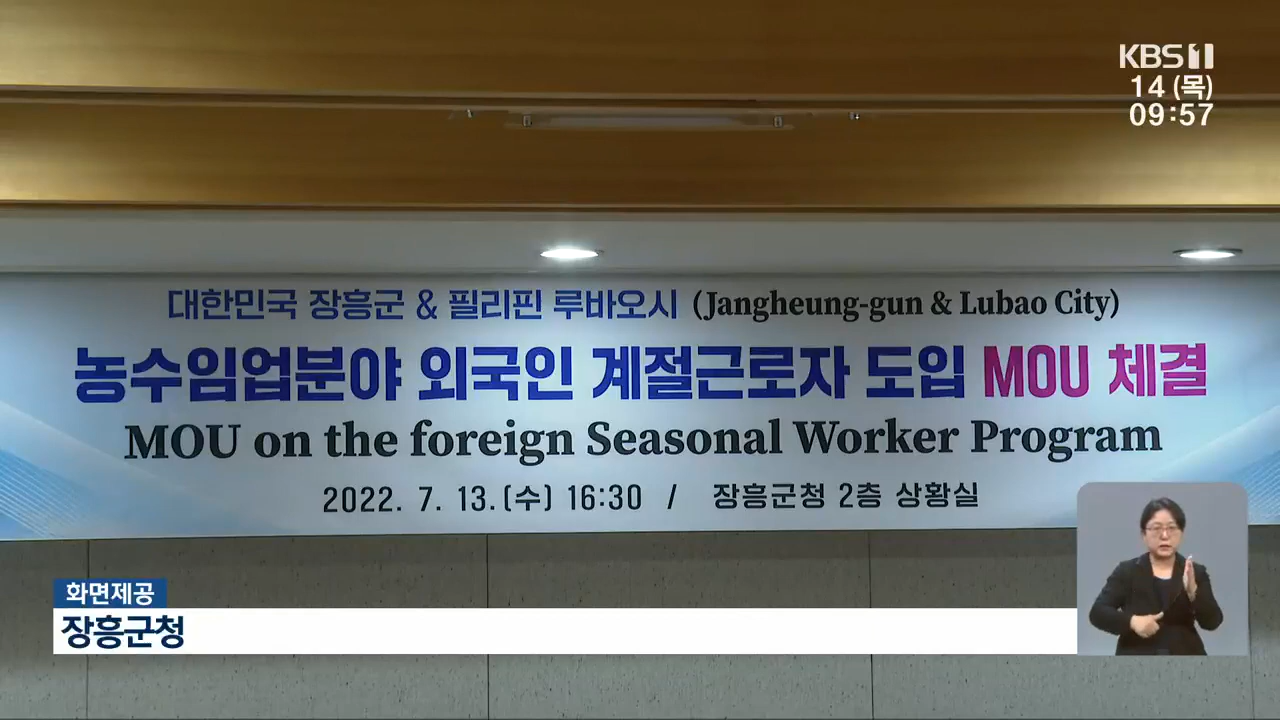 KBS 1
14 (목)
09:57
대한민국 장흥군 & 필리핀 루바오시 (Jangheung-gun & Lubao City)
농수임업분야 외국인 계절근로자 도입 MOU 체결
MOU on the foreign Seasonal Worker Program
2022. 7. 13.(수) 16:30 / 장흥군청 2층 상황실
화면제공
장흥군청